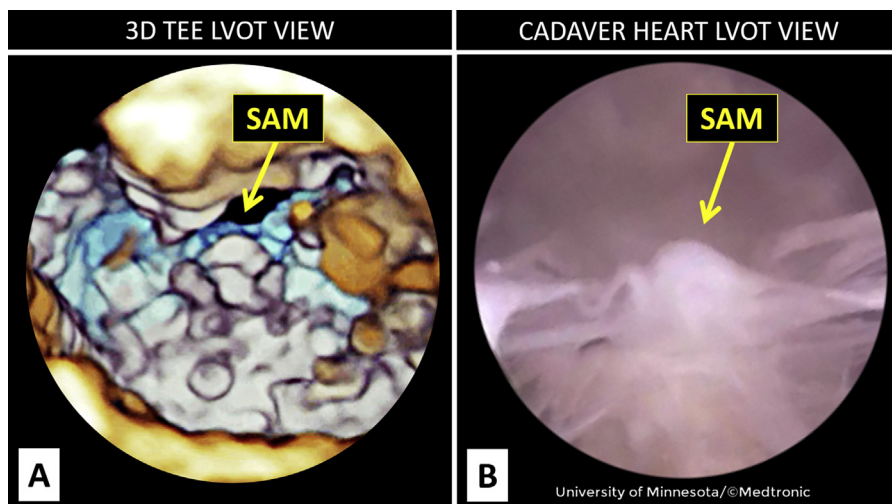 3D TEE LVOT VIEW
CADAVER HEART LVOT VIEW
SAM
SAM
A
B
University of Minnesota/©Medtronic